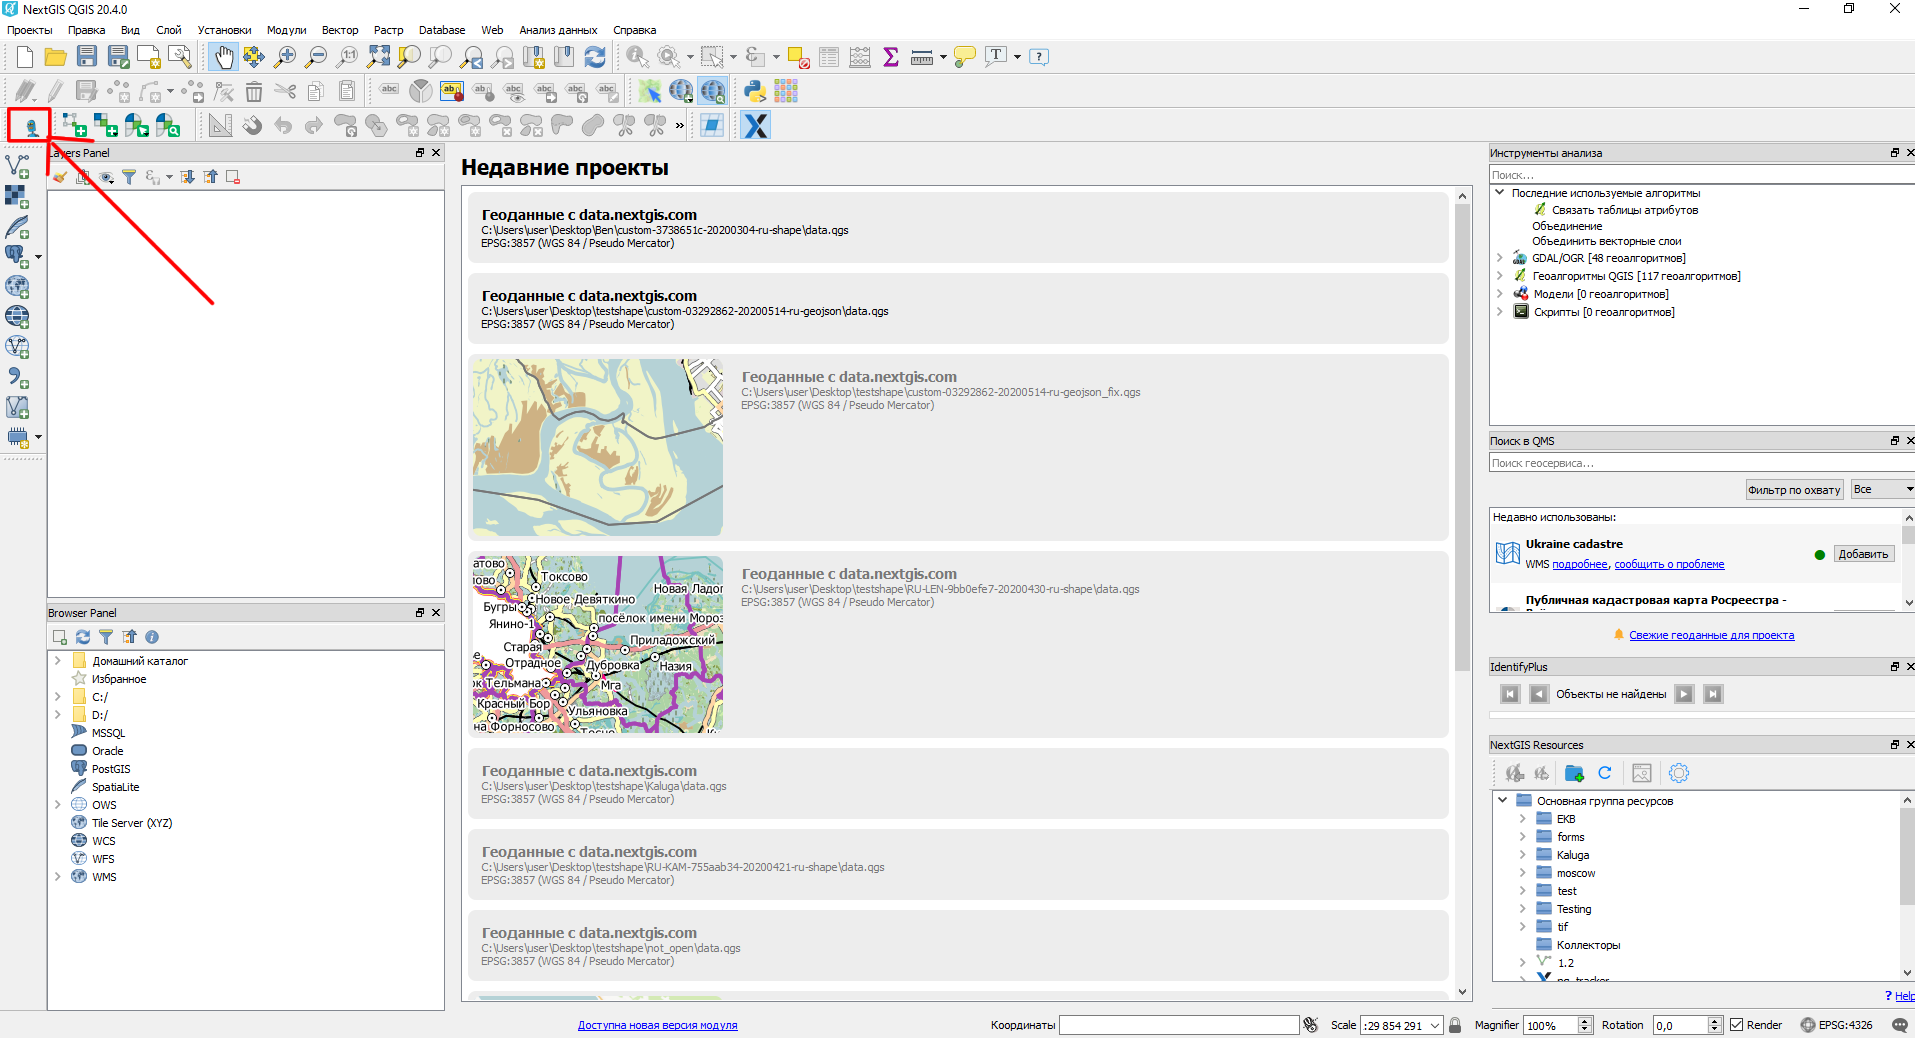 NextGIS QGIS 20.4.0
Проекты Правка Вид Слой Установки Модули Вектор Растр Database Web Анализ данных Справка
Layers Panel
Недавние проекты
Геоданные с data.nextgis.com
C:\Users\user\Desktop\Ben\custom-3738651c-20200304-ru-shape\data.qgs
EPSG:3857 (WGS 84 / Pseudo Mercator)
Геоданные с data.nextgis.com
C:\Users\user\Desktop\testshape\custom-03292862-20200514-ru-geojson\data.qgs
EPSG:3857 (WGS 84 / Pseudo Mercator)
Геоданные с data.nextgis.com
C:\Users\user\Desktop\testshape\custom-03292862-20200514-ru-geojson_fix.qgs
EPSG:3857 (WGS 84 / Pseudo Mercator)
Геоданные с data.nextgis.com
C:\Users\user\Desktop\testshape\RU-LEN-9bb0efe7-20200430-ru-shape\data.qgs
EPSG:3857 (WGS 84 / Pseudo Mercator)
атово
Токсово
ново
Новая Ладог
Новое Девяткино
Бугры
посёлок имени Мороз
Янино-1
Приладожский
Старая
Отрадное
Дубровка
Назия
к Тельмана
Мга
Красный Бор
Ульяновка
на Форносово
Тосно
Геоданные с data.nextgis.com
C:\Users\user\Desktop\testshape\Kaluga\data.qgs
EPSG:3857 (WGS 84 / Pseudo Mercator)
Геоданные с data.nextgis.com
C:\Users\user\Desktop\testshape\RU-KAM-755aab34-20200421-ru-shape\data.qgs
EPSG:3857 (WGS 84 / Pseudo Mercator)
Геоданные с data.nextgis.com
C:\Users\user\Desktop\testshape\not_open\data.qgs
EPSG:3857 (WGS 84 / Pseudo Mercator)
Browser Panel
Домашний каталог
Избранное
C:/
D:/
MSSQL
Oracle
PostGIS
SpatiaLite
OWS
Tile Server (XYZ)
WCS
WFS
WMS
Инструменты анализа
Поиск...
Последние используемые алгоритмы
Связать таблицы атрибутов
Объединение
Объединить векторные слои
GDAL/OGR [48 геоалгоритмов]
Геоалгоритмы QGIS [117 геоалгоритмов]
Модели [0 геоалгоритмов]
Скрипты [0 геоалгоритмов]
Поиск в QMS
Поиск геосервиса...
Фильтр по охвату Все
Недавно использованы:
Ukraine cadastre
WMS подробнее, сообщить о проблеме
Добавить
Публичная кадастровая карта Росреестра -
Свежие геоданные для проекта
IdentifyPlus
Объекты не найдены
NextGIS Resources
Основная группа ресурсов
EKB
forms
Kaluga
moscow
test
Testing
tif
Коллекторы
1.2
ng_tracker
? Help
Доступна новая версия модуля Координаты Scale :29 854 291 Magnifier 100% Rotation 0,0 Render EPSG:4326